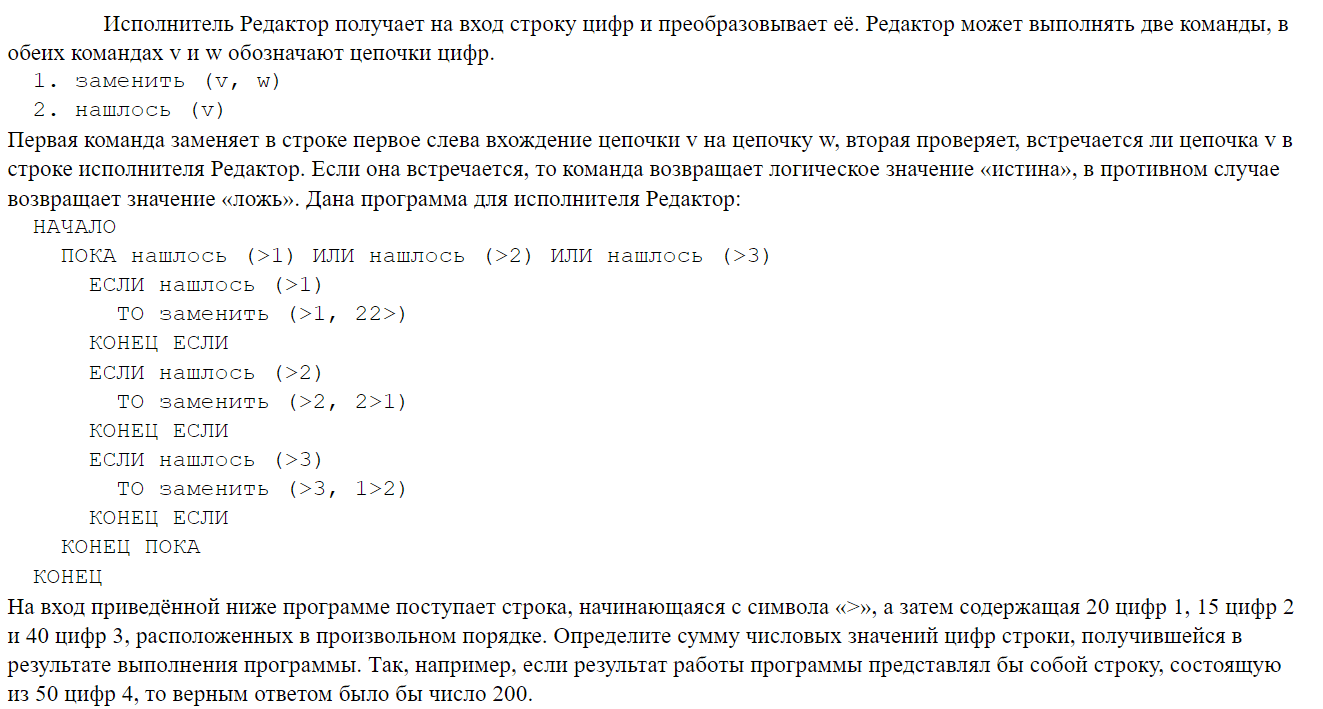 Исполнитель Редактор получает на вход строку цифр и преобразовывает её. Редактор может выполнять две команды, в
обеих командах v и w обозначают цепочки цифр.
1. заменить (v, w)
2. нашлось (v)
Первая команда заменяет в строке первое слева вхождение цепочки v на цепочку w, вторая проверяет, встречается ли цепочка v в
строке исполнителя Редактор. Если она встречается, то команда возвращает логическое значение «истина», в противном случае
возвращает значение «ложь». Дана программа для исполнителя Редактор:
НАЧАЛО
ПОКА нашлось (>1) ИЛИ нашлось (>2) ИЛИ нашлось (>3)
ЕСЛИ нашлось (>1)
ТО заменить (>1, 22>)
КОНЕЦ ЕСЛИ
ЕСЛИ нашлось (>2)
ТО заменить (>2, 2>1)
КОНЕЦ ЕСЛИ
ЕСЛИ нашлось (>3)
ТО заменить (>3, 1>2)
КОНЕЦ ЕСЛИ
КОНЕЦ ПОКА
КОНЕЦ
На вход приведённой ниже программе поступает строка, начинающаяся с символа «>», а затем содержащая 20 цифр 1, 15 цифр 2
и 40 цифр 3, расположенных в произвольном порядке. Определите сумму числовых значений цифр строки, получившейся в
результате выполнения программы. Так, например, если результат работы программы представлял бы собой строку, состоящую
из 50 цифр 4, то верным ответом было бы число 200.